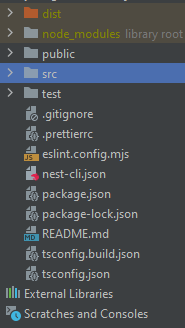 dist
node_modules library root
public
src
test
.gitignore
.prettierrc
eslint.config.mjs
nest-cli.json
package.json
package-lock.json
README.md
tsconfig.build.json
tsconfig.json
External Libraries
Scratches and Consoles